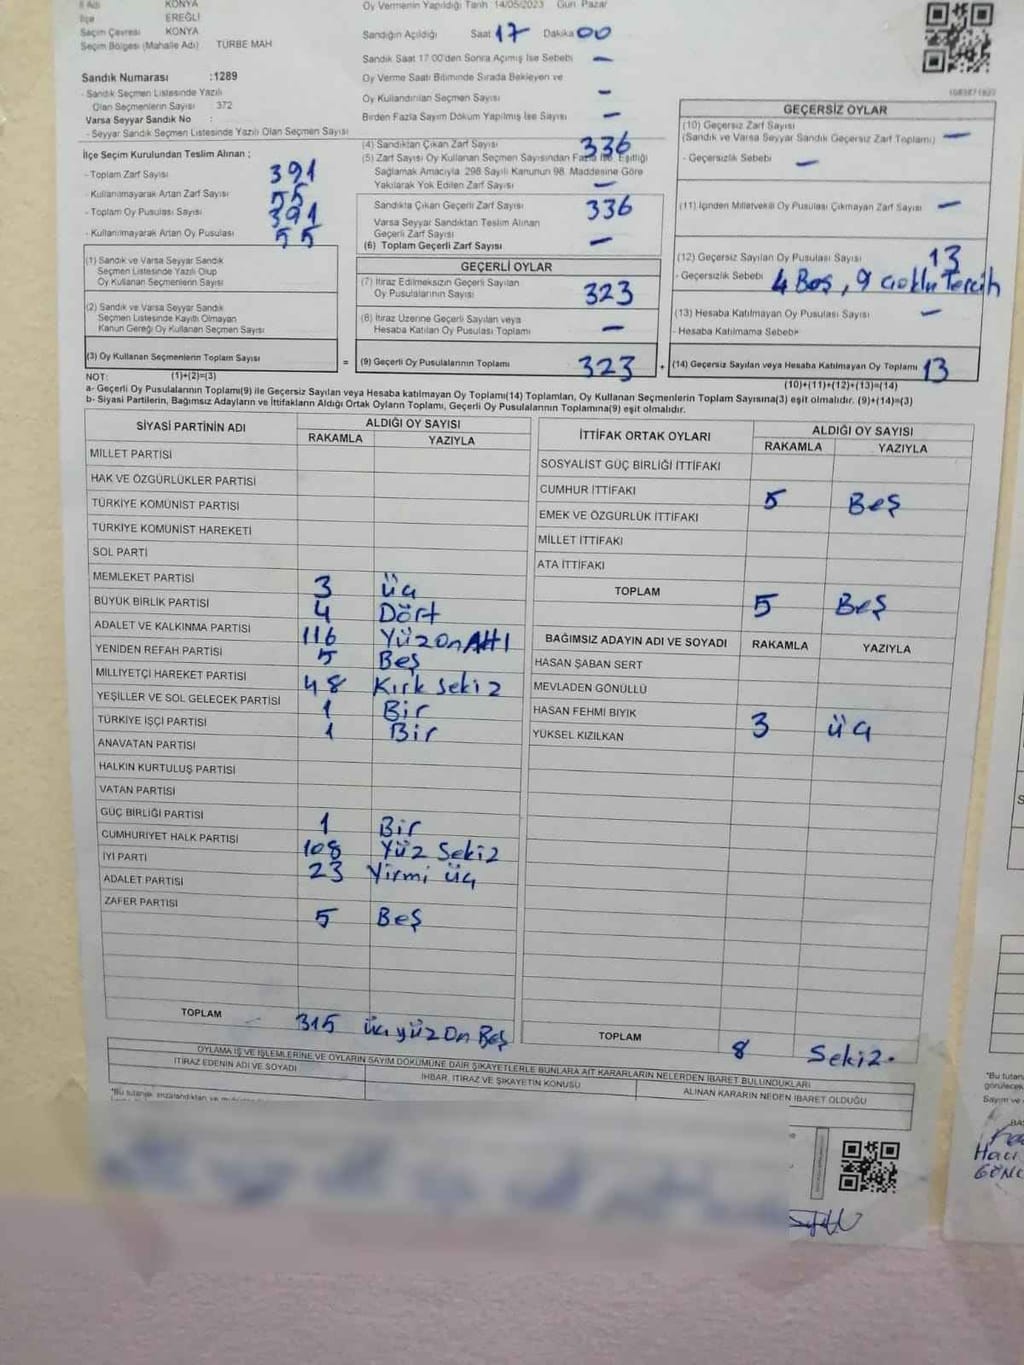 İl Adı KONYA
İlçe EREĞLİ
Seçim Çevresi KONYA
Seçim Bölgesi (Mahalle Adı) TÜRBE MAH
Sandık Numarası :1289
- Sandık Seçmen Listesinde Yazılı
Olan Seçmenlerin Sayısı : 372
Varsa Seyyar Sandık No :
- Seyyar Sandık Seçmen Listesinde Yazılı Olan Seçmen Sayısı
Oy Vermenin Yapıldığı Tarih 14/05/2023 Gün Pazar
Sandığın Açıldığı Saat 17 Dakika 00
Sandık Saat 17:00'den Sonra Açmış İse Sebebi —
Oy Verme Saati Bitiminde Sırada Bekleyen ve
Oy Kullandırılan Seçmen Sayısı —
Birden Fazla Sayım Döküm Yapılmış İse Sayısı —
İlçe Seçim Kurulundan Teslim Alınan ;
- Toplam Zarf Sayısı 391
- Kullanılmayarak Artan Zarf Sayısı 55
- Toplam Oy Pusulası Sayısı 391
- Kullanılmayarak Artan Oy Pusulası 55
(4) Sandıktan Çıkan Zarf Sayısı 336
(5) Zarf Sayısı Oy Kullanan Seçmen Sayısından Fazla ise, Eşitliği
Sağlamak Amacıyla 298 Sayılı Kanunun 98. Maddesine Göre
Yakılarak Yok Edilen Zarf Sayısı —
Sandıkta Çıkan Geçerli Zarf Sayısı 336
Varsa Seyyar Sandıktan Teslim Alınan
Geçerli Zarf Sayısı
(6) Toplam Geçerli Zarf Sayısı —
GEÇERSİZ OYLAR
(10) Geçersiz Zarf Sayısı
(Sandık ve Varsa Seyyar Sandık Geçersiz Zarf Toplamı) —
- Geçersizlik Sebebi —
(11) İçinden Milletvekili Oy Pusulası Çıkmayan Zarf Sayısı —
(12) Geçersiz Sayılan Oy Pusulası Sayısı 13
- Geçersizlik Sebebi 4 Boş, 9 çoklu Tercih
(13) Hesaba Katılmayan Oy Pusulası Sayısı —
- Hesaba Katılmama Sebebi
(1) Sandık ve Varsa Seyyar Sandık
Seçmen Listesinde Yazılı Olup
Oy Kullanan Seçmenlerin Sayısı
(2) Sandık ve Varsa Seyyar Sandık
Seçmen Listesinde Kayıtlı Olmayan
Kanun Gereği Oy Kullanan Seçmen Sayısı
GEÇERLİ OYLAR
(7) İtiraz Edilmeksizin Geçerli Sayılan
Oy Pusulalarının Sayısı 323
(8) İtiraz Üzerine Geçerli Sayılan veya
Hesaba Katılan Oy Pusulası Toplamı —
(3) Oy Kullanan Seçmenlerin Toplam Sayısı = (9) Geçerli Oy Pusulalarının Toplamı 323 + (14) Geçersiz Sayılan veya Hesaba Katılmayan Oy Toplamı 13
NOT: (1)+(2)=(3) (10)+(11)+(12)+(13)=(14)
a- Geçerli Oy Pusulalarının Toplamı(9) ile Geçersiz Sayılan veya Hesaba katılmayan Oy Toplamı(14) Toplamları, Oy Kullanan Seçmenlerin Toplam Sayısına(3) eşit olmalıdır. (9)+(14)=(3)
b- Siyasi Partilerin, Bağımsız Adayların ve İttifakların Aldığı Ortak Oyların Toplamı, Geçerli Oy Pusulalarının Toplamına(9) eşit olmalıdır.
SİYASİ PARTİNİN ADI ALDIĞI OY SAYISI
RAKAMLA YAZIYLA
MİLLET PARTİSİ
HAK VE ÖZGÜRLÜKLER PARTİSİ
TÜRKİYE KOMÜNİST PARTİSİ
TÜRKİYE KOMÜNİST HAREKETİ
SOL PARTİ
MEMLEKET PARTİSİ 3 üç
BÜYÜK BİRLİK PARTİSİ 4 Dört
ADALET VE KALKINMA PARTİSİ 116 Yüz On Altı
YENİDEN REFAH PARTİSİ 5 Beş
MİLLİYETÇİ HAREKET PARTİSİ 48 Kırk Sekiz
YEŞİLLER VE SOL GELECEK PARTİSİ 1 Bir
TÜRKİYE İŞÇİ PARTİSİ 1 Bir
ANAVATAN PARTİSİ
HALKIN KURTULUŞ PARTİSİ
VATAN PARTİSİ
GÜÇ BİRLİĞİ PARTİSİ 1 Bir
CUMHURİYET HALK PARTİSİ 108 Yüz Sekiz
İYİ PARTİ 23 Yirmi üç
ADALET PARTİSİ
ZAFER PARTİSİ 5 Beş
TOPLAM 315 üçyüz On Beş
İTTİFAK ORTAK OYLARI ALDIĞI OY SAYISI
RAKAMLA YAZIYLA
SOSYALİST GÜÇ BİRLİĞİ İTTİFAKI
CUMHUR İTTİFAKI 5 Beş
EMEK VE ÖZGÜRLÜK İTTİFAKI
MİLLET İTTİFAKI
ATA İTTİFAKI
TOPLAM 5 Beş
BAĞIMSIZ ADAYIN ADI VE SOYADI RAKAMLA YAZIYLA
HASAN ŞABAN SERT
MEVLADEN GÖNÜLLÜ
HASAN FEHMİ BIYIK 3 üç
YÜKSEL KIZILKAN
TOPLAM 8 Sekiz.
OYLAMA İŞ VE İŞLEMLERİNE VE OYLARIN SAYIM DÖKÜMÜNE DAİR ŞİKAYETLERLE BUNLARA AİT KARARLARIN NELERDEN İBARET BULUNDUKLARI
İTİRAZ EDENİN ADI VE SOYADI İHBAR, İTİRAZ VE ŞİKAYETİN KONUSU ALINAN KARARIN NEDEN İBARET OLDUĞU
"Bu tutanak
"Bu tutan
görülecek
Sayım ve
Hacı